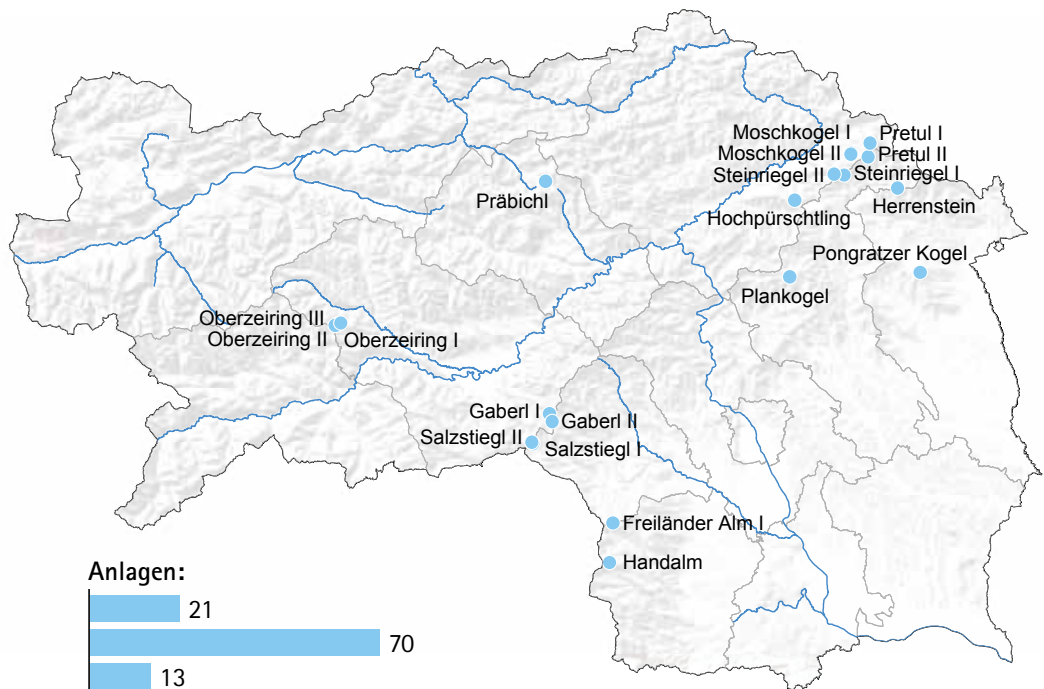 Moschkogel I
Pretul I
Moschkogel II
Pretul II
Steinriegel II
Steinriegel I
Präbichl
Herrenstein
Hochpürschtling
Pongratzer Kogel
Plankogel
Oberzeiring III
Oberzeiring II
Oberzeiring I
Gaberl I
Gaberl II
Salzstiegl II
Salzstiegl I
Freiländer Alm I
Handalm
Anlagen:
21
70
13